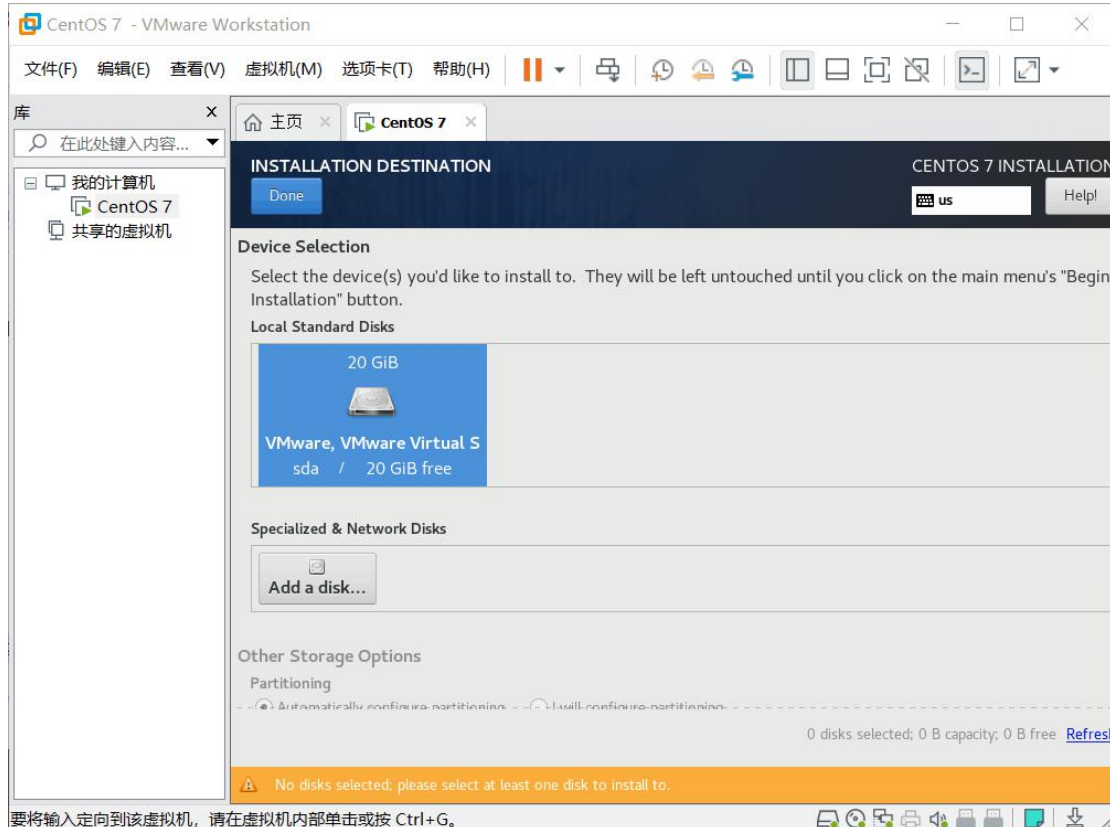 CentOS 7 - VMware Workstation
文件(F) 编辑(E) 查看(V) 虚拟机(M) 选项卡(T) 帮助(H)
库
在此处键入内容...
我的计算机
CentOS 7
共享的虚拟机
主页
CentOS 7
INSTALLATION DESTINATION
Done
CENTOS 7 INSTALLATION
us
Help!
Device Selection
Select the device(s) you'd like to install to. They will be left untouched until you click on the main menu's "Begin
Installation" button.
Local Standard Disks
20 GiB
VMware, VMware Virtual S
sda / 20 GiB free
Specialized & Network Disks
Add a disk...
Other Storage Options
Partitioning
Automatically configure partitioning. I will configure partitioning.
0 disks selected; 0 B capacity; 0 B free Refresh
No disks selected; please select at least one disk to install to.
要将输入定向到该虚拟机，请在虚拟机内部单击或按 Ctrl+G。